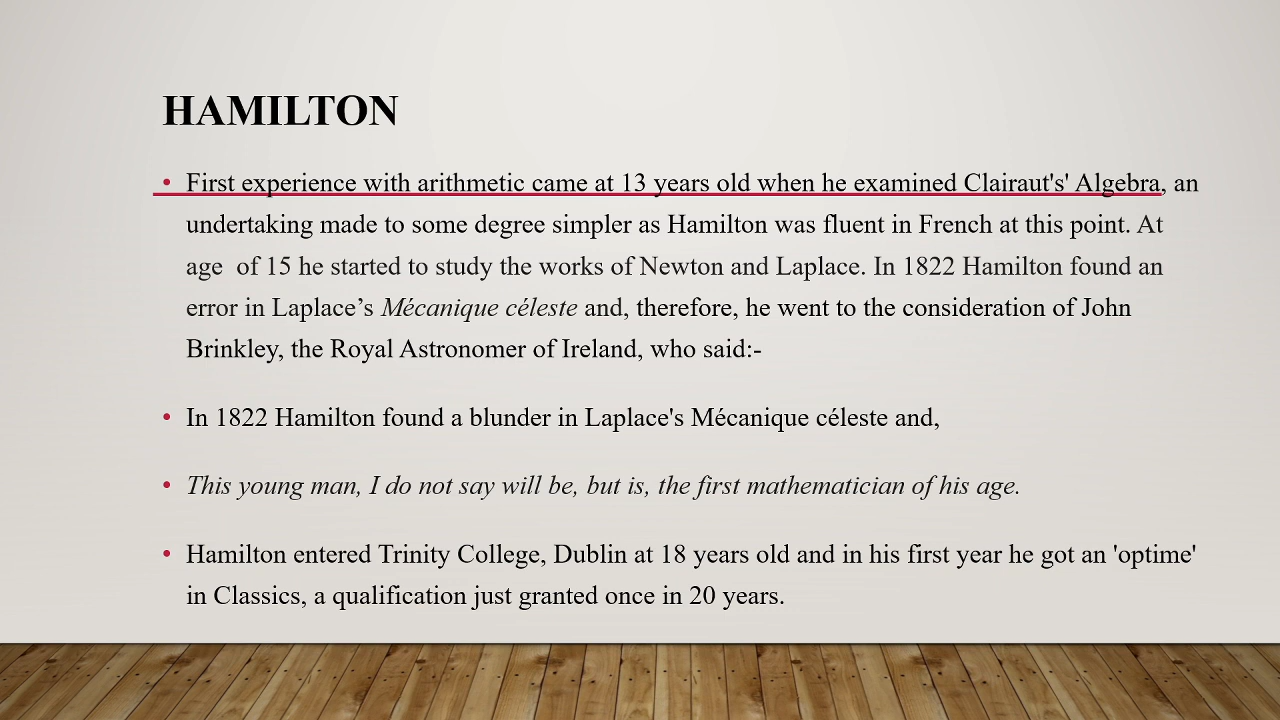 HAMILTON
• First experience with arithmetic came at 13 years old when he examined Clairaut's' Algebra, an
undertaking made to some degree simpler as Hamilton was fluent in French at this point. At
age  of 15 he started to study the works of Newton and Laplace. In 1822 Hamilton found an
error in Laplace’s Mécanique céleste and, therefore, he went to the consideration of John
Brinkley, the Royal Astronomer of Ireland, who said:-
• In 1822 Hamilton found a blunder in Laplace's Mécanique céleste and,
• This young man, I do not say will be, but is, the first mathematician of his age.
• Hamilton entered Trinity College, Dublin at 18 years old and in his first year he got an 'optime'
in Classics, a qualification just granted once in 20 years.